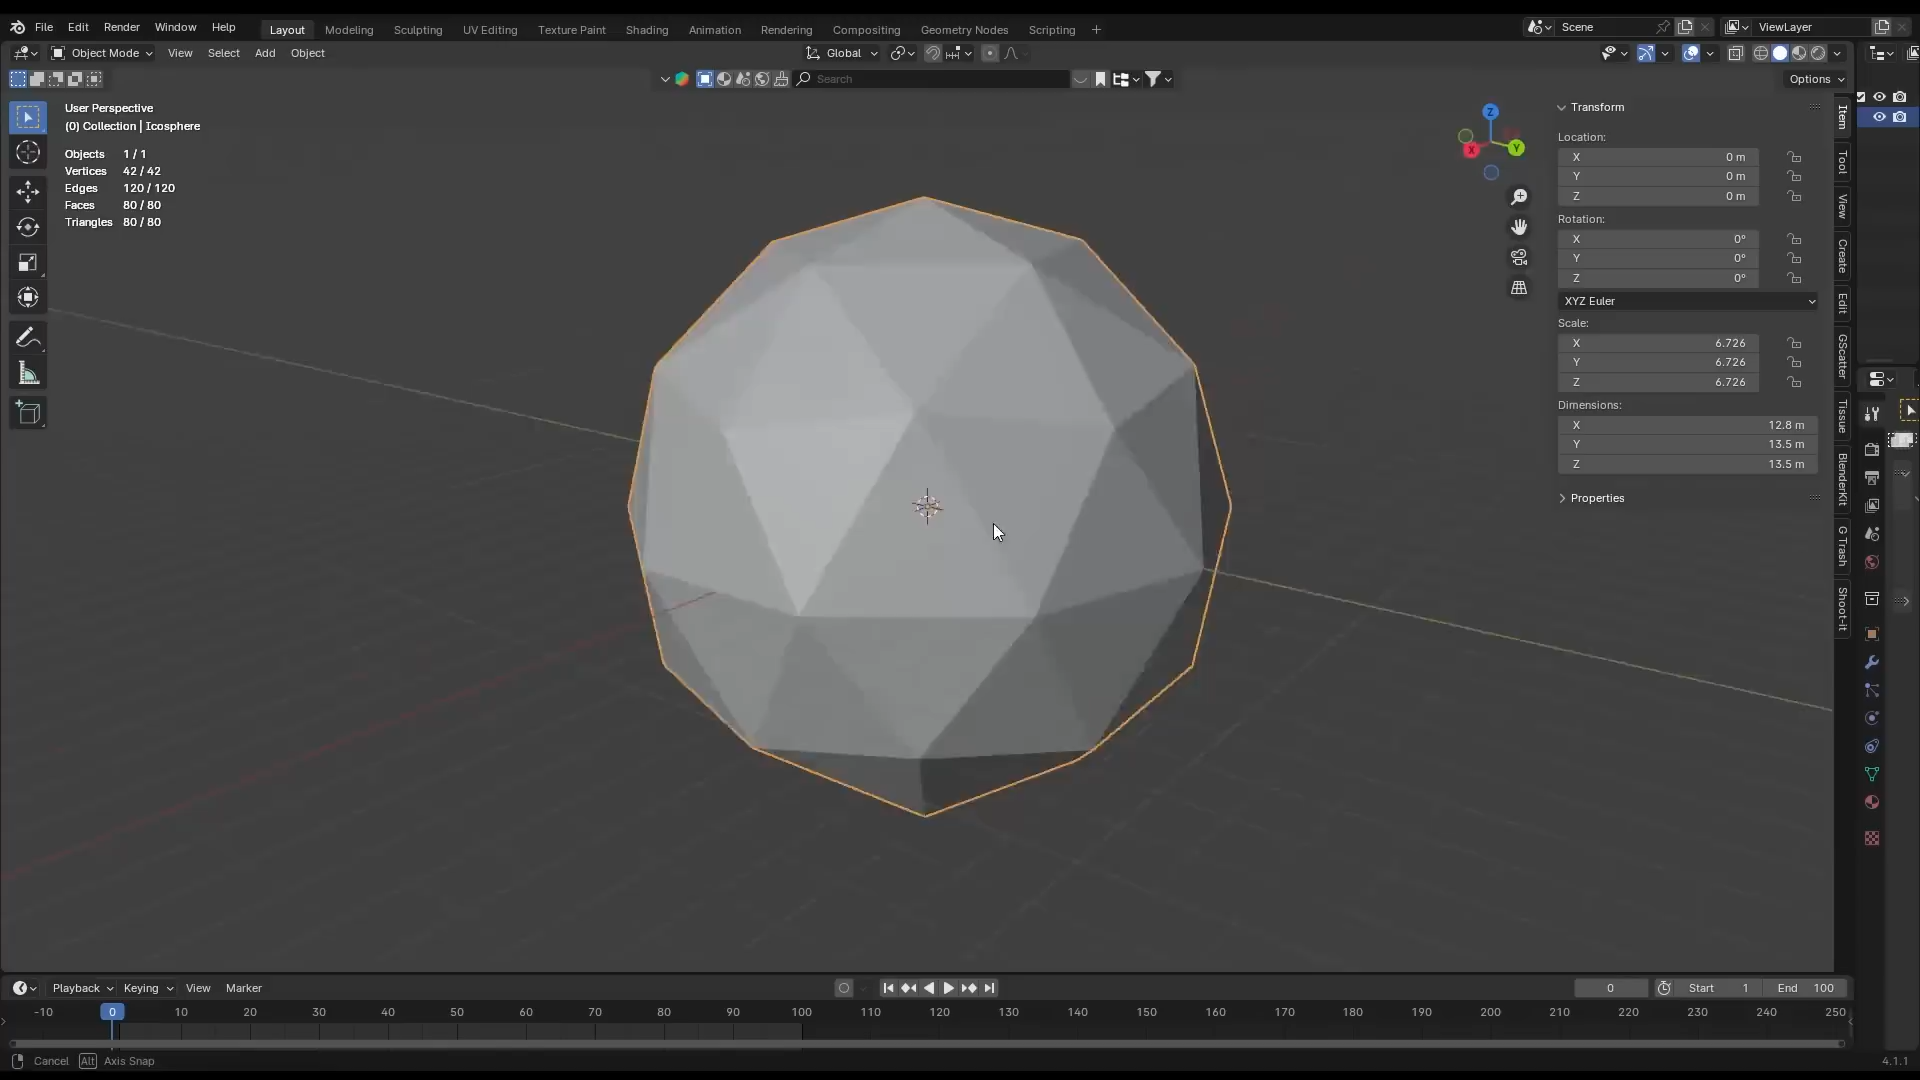 File Edit Render Window Help Layout Modeling Sculpting UV Editing Texture Paint Shading Animation Rendering Compositing Geometry Nodes Scripting + Scene ViewLayer
Object Mode View Select Add Object Global
Search Options
User Perspective
(0) Collection | Icosphere
Objects 1 / 1
Vertices 42 / 42
Edges 120 / 120
Faces 80 / 80
Triangles 80 / 80
Z
X
Y
Transform
Location:
X 0 m
Y 0 m
Z 0 m
Rotation:
X 0°
Y 0°
Z 0°
XYZ Euler
Scale:
X 6.726
Y 6.726
Z 6.726
Dimensions:
X 12.8 m
Y 13.5 m
Z 13.5 m
Properties
Item
Tool
View
Create
Edit
GScatter
Tissue
BlenderKit
G Trash
Shoot-it
Playback Keying View Marker 0 Start 1 End 100
-10 0 10 20 30 40 50 60 70 80 90 100 110 120 130 140 150 160 170 180 190 200 210 220 230 240 250
Cancel Alt Axis Snap 4.1.1